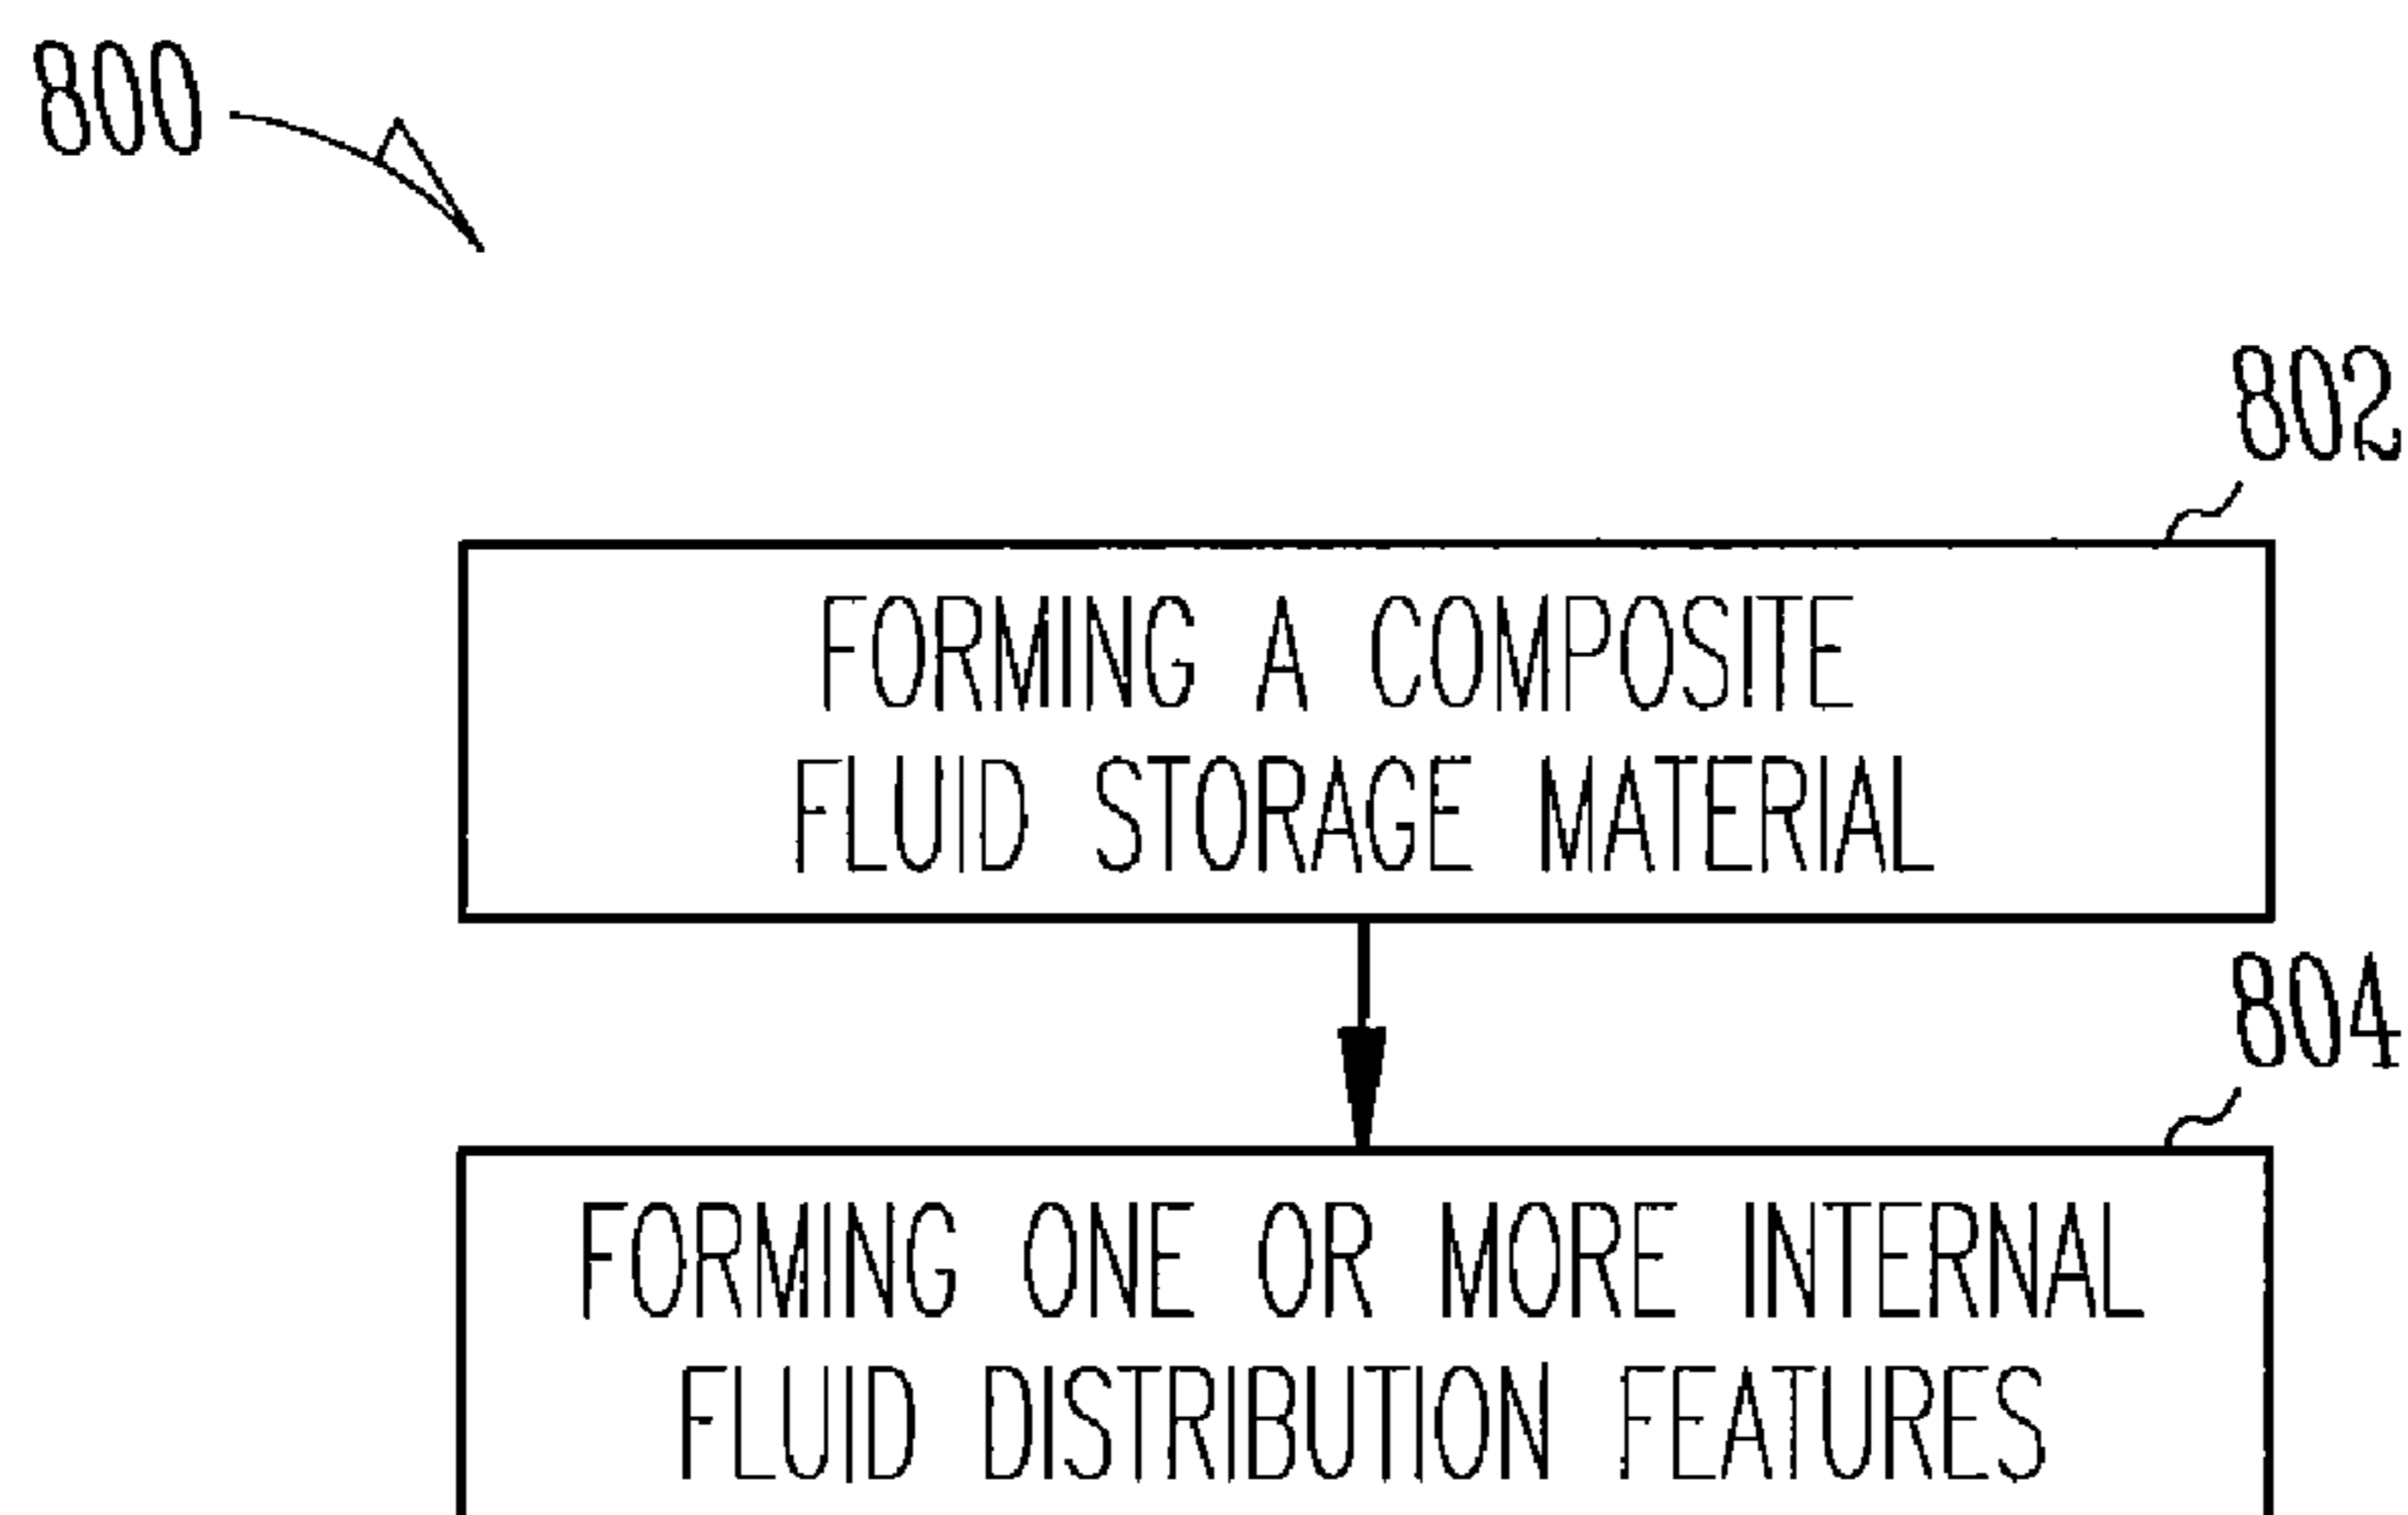 800
802
FORMING A COMPOSITE
FLUID STORAGE MATERIAL
804
FORMING ONE OR MORE INTERNAL
FLUID DISTRIBUTION FEATURES